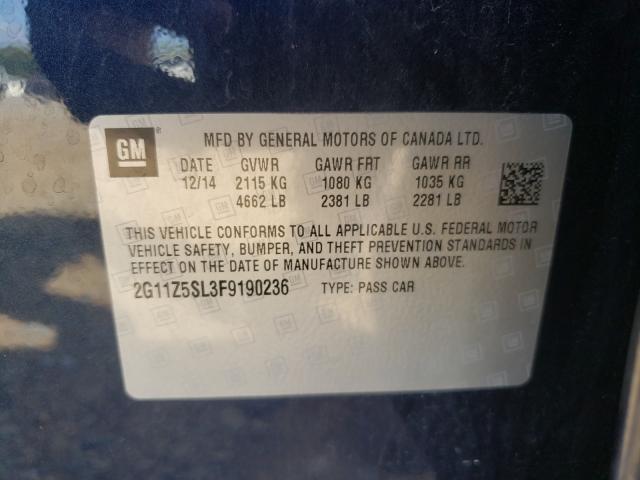 GM ®
MFD BY GENERAL MOTORS OF CANADA LTD.
DATE GVWR GAWR FRT GAWR RR
12/14 2115 KG 1080 KG 1035 KG
4662 LB 2381 LB 2281 LB
THIS VEHICLE CONFORMS TO ALL APPLICABLE U.S. FEDERAL MOTOR
VEHICLE SAFETY, BUMPER, AND THEFT PREVENTION STANDARDS IN
EFFECT ON THE DATE OF MANUFACTURE SHOWN ABOVE.
2G11Z5SL3F9190236 TYPE: PASS CAR